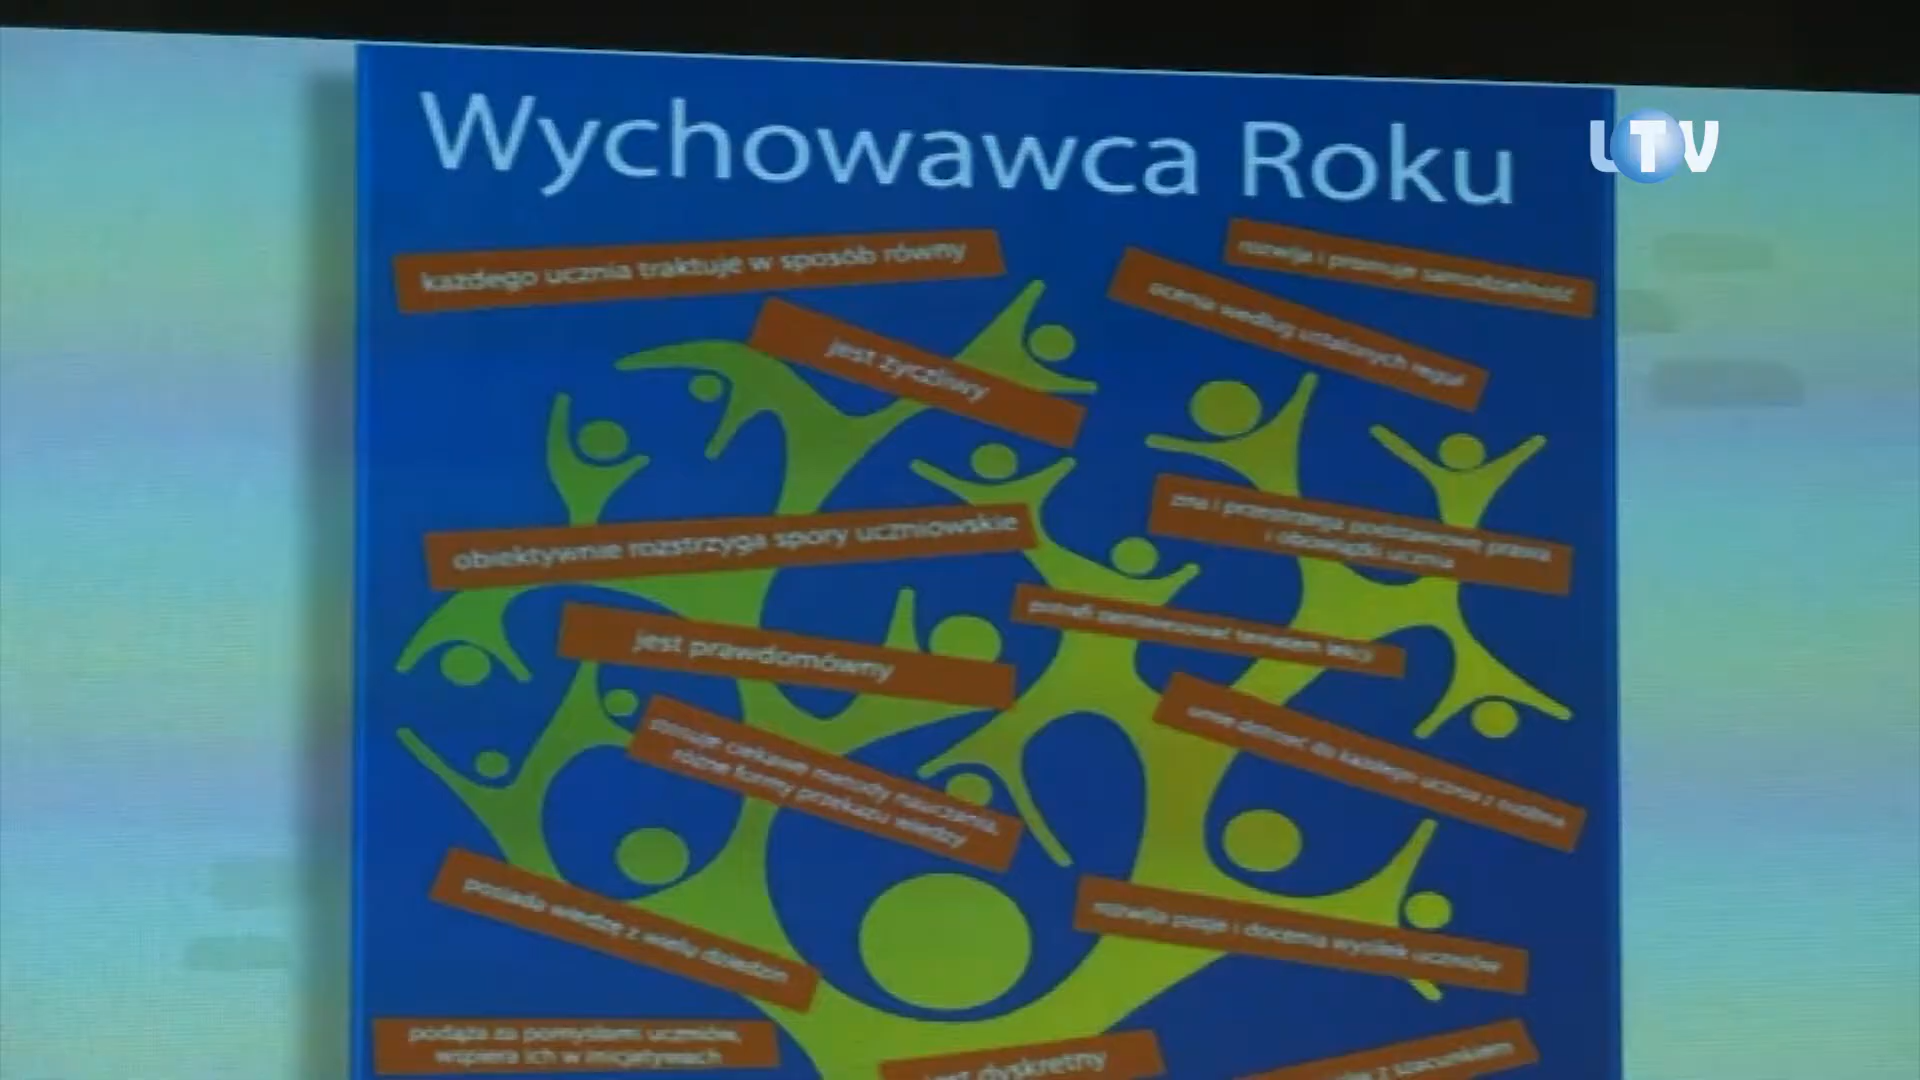 Wychowawca Roku
LTV
każdego ucznia traktuje w sposób równy
rozwija i promuje samodzielność
ocenia według ustalonych reguł
jest życzliwy
obiektywnie rozstrzyga spory uczniowskie
zna i przestrzega podstawowe prawa
i obowiązki ucznia
potrafi zainteresować tematem lekcji
jest prawdomówny
umie dotrzeć do każdego ucznia z
stosuje ciekawe metody nauczania,
różne formy przekazu wiedzy
posiada wiedzę z wielu dziedzin
rozwija pasje i docenia wysiłek uczniów
podąża za pomysłami uczniów,
wspiera ich w inicjatywach
jest dyskretny
z szacunkiem